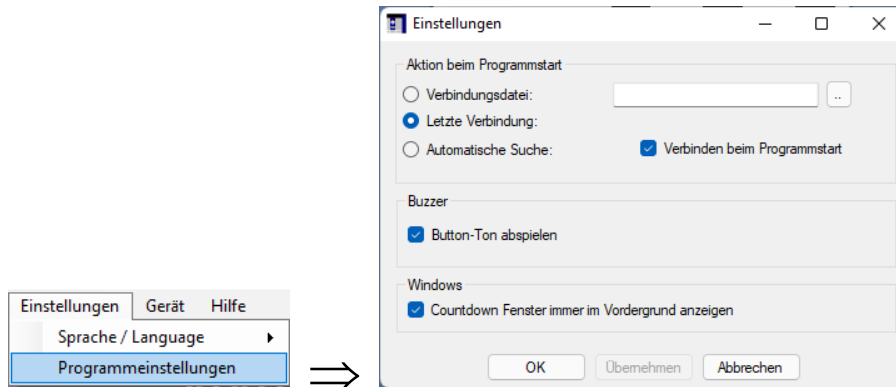 Einstellungen
Aktion beim Programmstart
Verbindungsdatei:
..
Letzte Verbindung:
Automatische Suche:
Verbinden beim Programmstart
Buzzer
Button-Ton abspielen
Windows
Countdown Fenster immer im Vordergrund anzeigen
OK
Übernehmen
Abbrechen
Einstellungen Gerät Hilfe
Sprache / Language
Programmeinstellungen